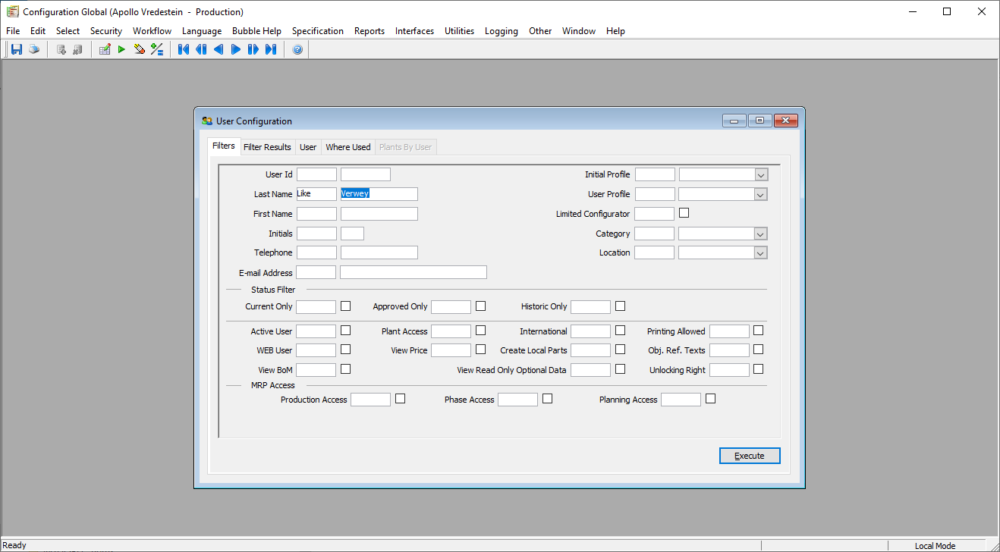 Configuration Global (Apollo Vredestein - Production)
File Edit Select Security Workflow Language Bubble Help Specification Reports Interfaces Utilities Logging Other Window Help
User Configuration
Filters Filter Results User Where Used Plants By User
User Id Initial Profile
Last Name Like Verwey User Profile
First Name Limited Configurator
Initials Category
Telephone Location
E-mail Address
Status Filter
Current Only Approved Only Historic Only
Active User Plant Access International Printing Allowed
WEB User View Price Create Local Parts Obj. Ref. Texts
View BoM View Read Only Optional Data Unlocking Right
MRP Access
Production Access Phase Access Planning Access
Execute
Ready Local Mode